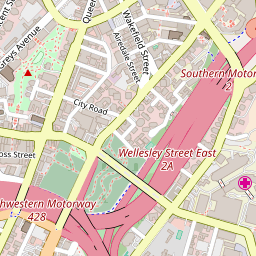 Queen
Wakefield Street
Airedale Street
Greys Avenue
Southern Motorw
2
City Road
Wellesley Street East
2A
oss Street
hwestern Motorway
428